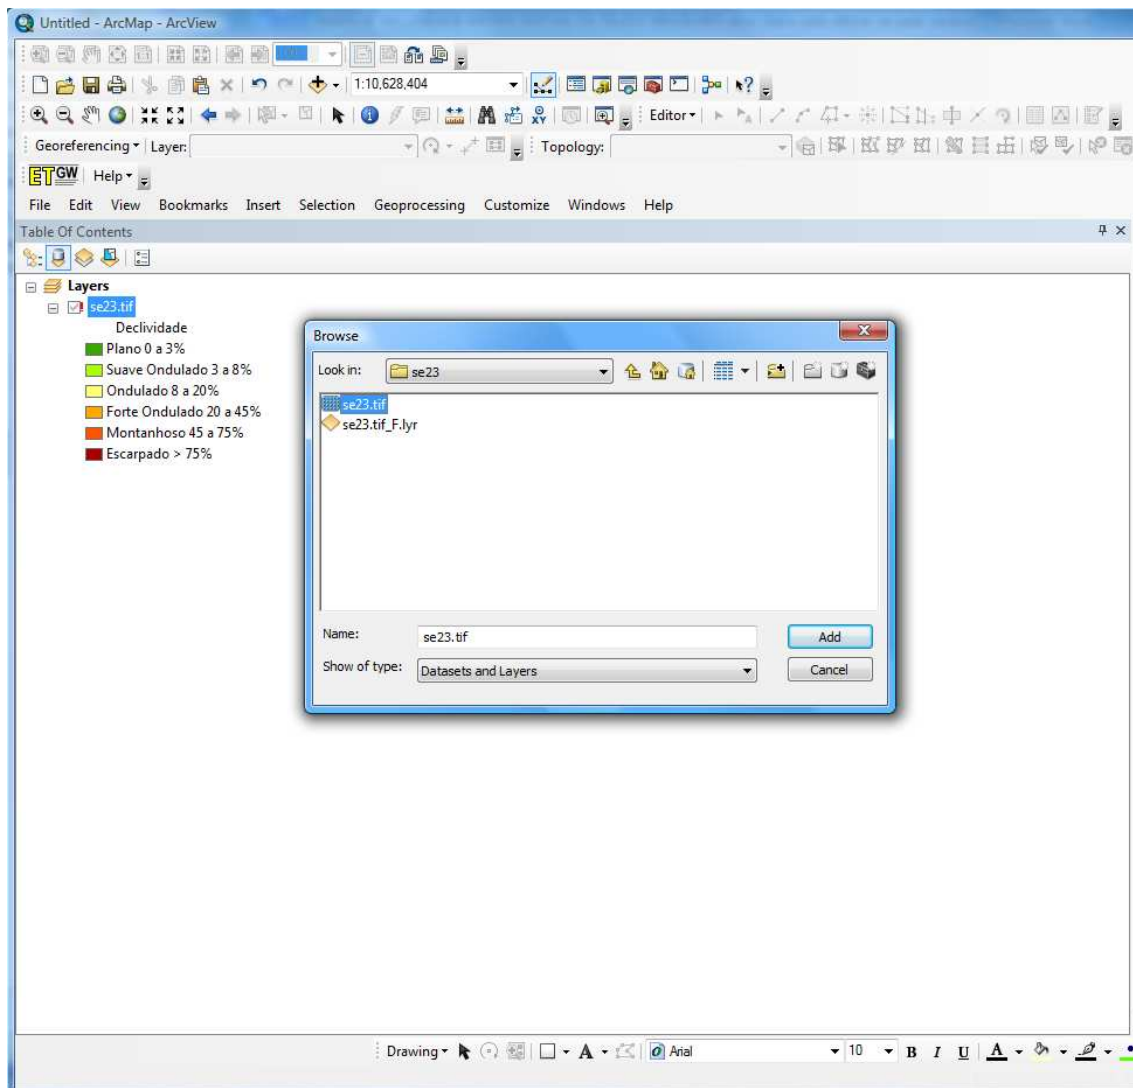 Untitled - ArcMap - ArcView
1:10,628,404
Editor
Georeferencing Layer: Topology:
ET GW Help
File Edit View Bookmarks Insert Selection Geoprocessing Customize Windows Help
Table Of Contents
Layers
se23.tif
Declividade
Plano 0 a 3%
Suave Ondulado 3 a 8%
Ondulado 8 a 20%
Forte Ondulado 20 a 45%
Montanhoso 45 a 75%
Escarpado > 75%
Browse
Look in: se23
se23.tif
se23.tif_F.lyr
Name: se23.tif Add
Show of type: Datasets and Layers Cancel
Drawing A Arial 10 B I U A